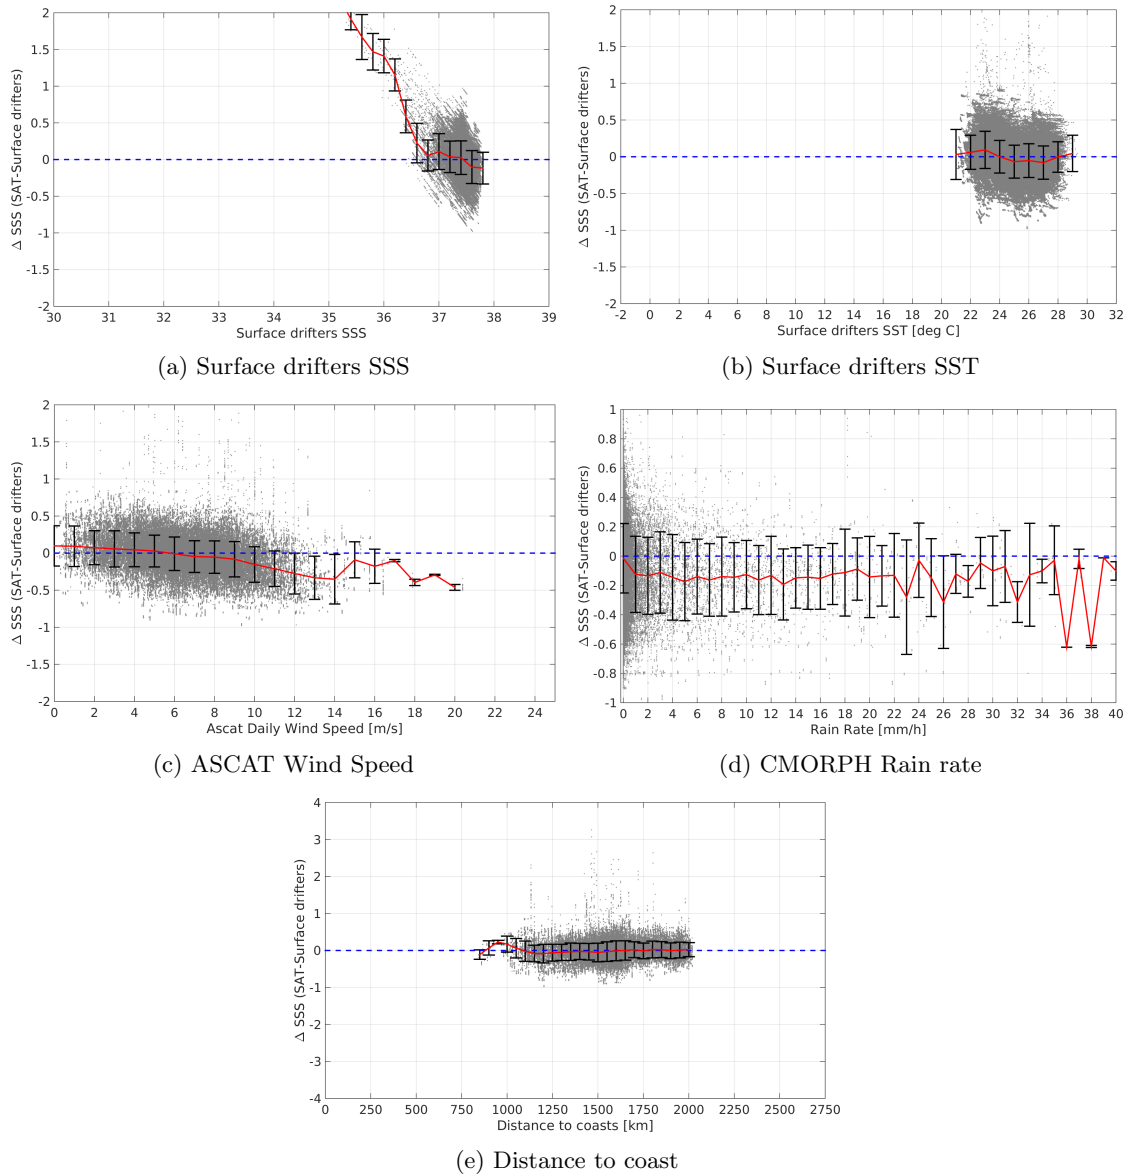 2
1.5
1
0.5
0
-0.5
-1
-1.5
-2
Δ SSS (SAT-Surface drifters)
30 31 32 33 34 35 36 37 38 39
Surface drifters SSS
(a) Surface drifters SSS
2
1.5
1
0.5
0
-0.5
-1
-1.5
-2
Δ SSS (SAT-Surface drifters)
-2 0 2 4 6 8 10 12 14 16 18 20 22 24 26 28 30 32
Surface drifters SST [deg C]
(b) Surface drifters SST
2
1.5
1
0.5
0
-0.5
-1
-1.5
-2
Δ SSS (SAT-Surface drifters)
0 2 4 6 8 10 12 14 16 18 20 22 24
Ascat Daily Wind Speed [m/s]
(c) ASCAT Wind Speed
1
0.8
0.6
0.4
0.2
0
-0.2
-0.4
-0.6
-0.8
-1
Δ SSS (SAT-Surface drifters)
0 2 4 6 8 10 12 14 16 18 20 22 24 26 28 30 32 34 36 38 40
Rain Rate [mm/h]
(d) CMORPH Rain rate
4
3
2
1
0
-1
-2
-3
-4
Δ SSS (SAT-Surface drifters)
0 250 500 750 1000 1250 1500 1750 2000 2250 2500 2750
Distance to coasts [km]
(e) Distance to coast